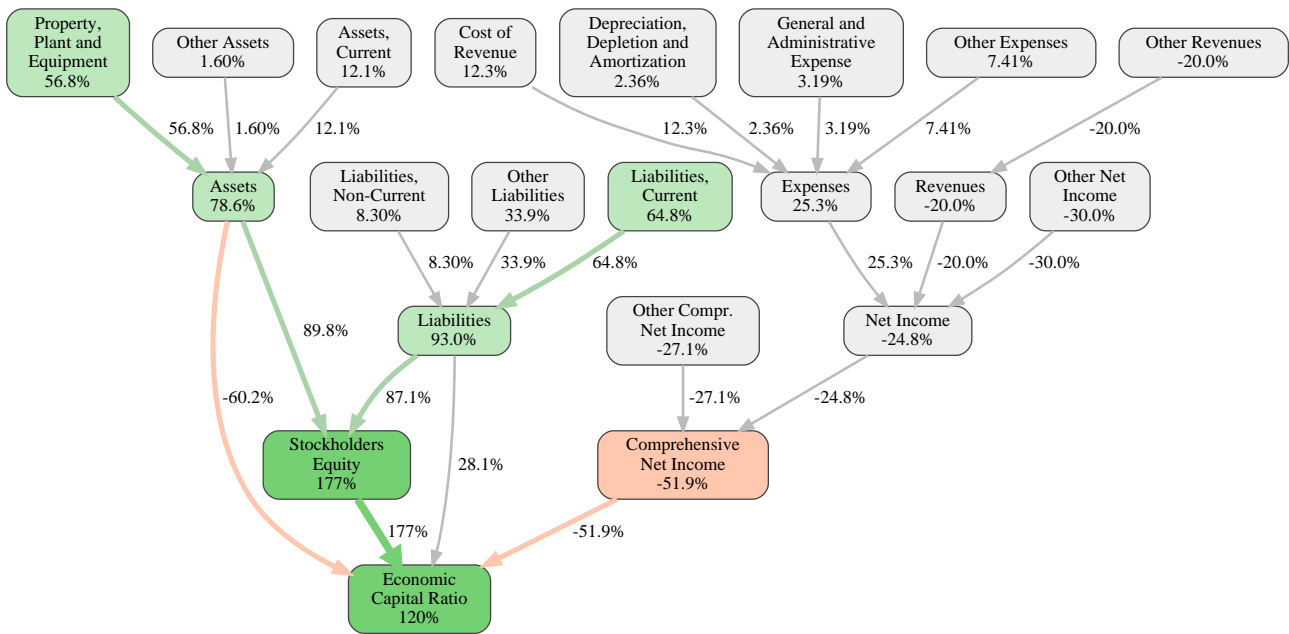 Property,
Plant and
Equipment
56.8%
Other Assets
1.60%
Assets,
Current
12.1%
Cost of
Revenue
12.3%
Depreciation,
Depletion and
Amortization
2.36%
General and
Administrative
Expense
3.19%
Other Expenses
7.41%
Other Revenues
-20.0%
56.8%
1.60%
12.1%
12.3%
2.36%
3.19%
7.41%
-20.0%
Assets
78.6%
Liabilities,
Non-Current
8.30%
Other
Liabilities
33.9%
Liabilities,
Current
64.8%
Expenses
25.3%
Revenues
-20.0%
Other Net
Income
-30.0%
8.30%
33.9%
64.8%
25.3%
-20.0%
-30.0%
89.8%
Liabilities
93.0%
Other Compr.
Net Income
-27.1%
Net Income
-24.8%
-60.2%
87.1%
-27.1%
-24.8%
Stockholders
Equity
177%
28.1%
Comprehensive
Net Income
-51.9%
177%
-51.9%
Economic
Capital Ratio
120%